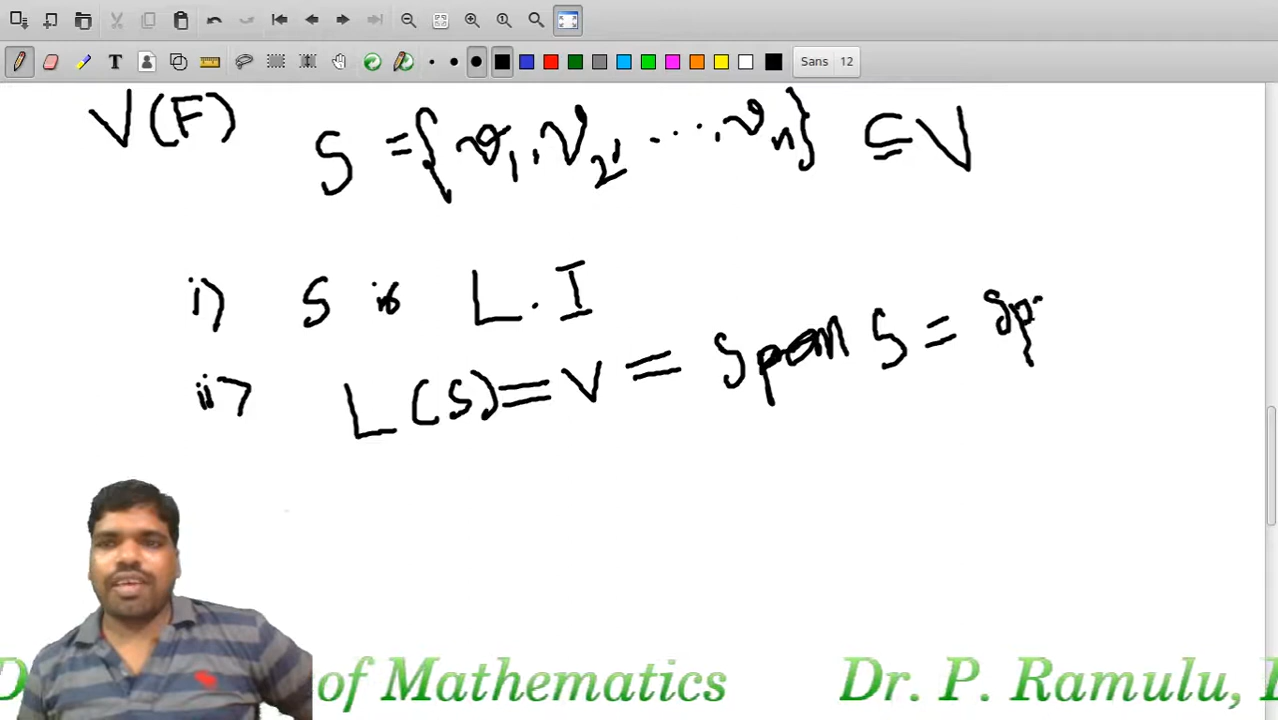 Sans 12
V(F) S = {v₁, v₂, ..., vₙ} ⊆ V
i) S is L.I
ii) L(S) = V = Span S = Sp
of Mathematics Dr. P. Ramulu,